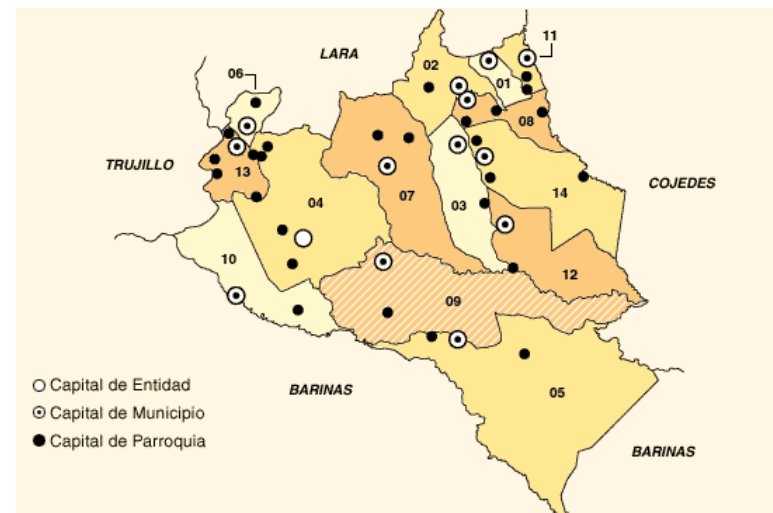 11
LARA
02
06
01
08
TRUJILLO
13
COJEDES
04
07
03
14
10
12
09
Capital de Entidad
BARINAS
05
Capital de Municipio
Capital de Parroquia
BARINAS